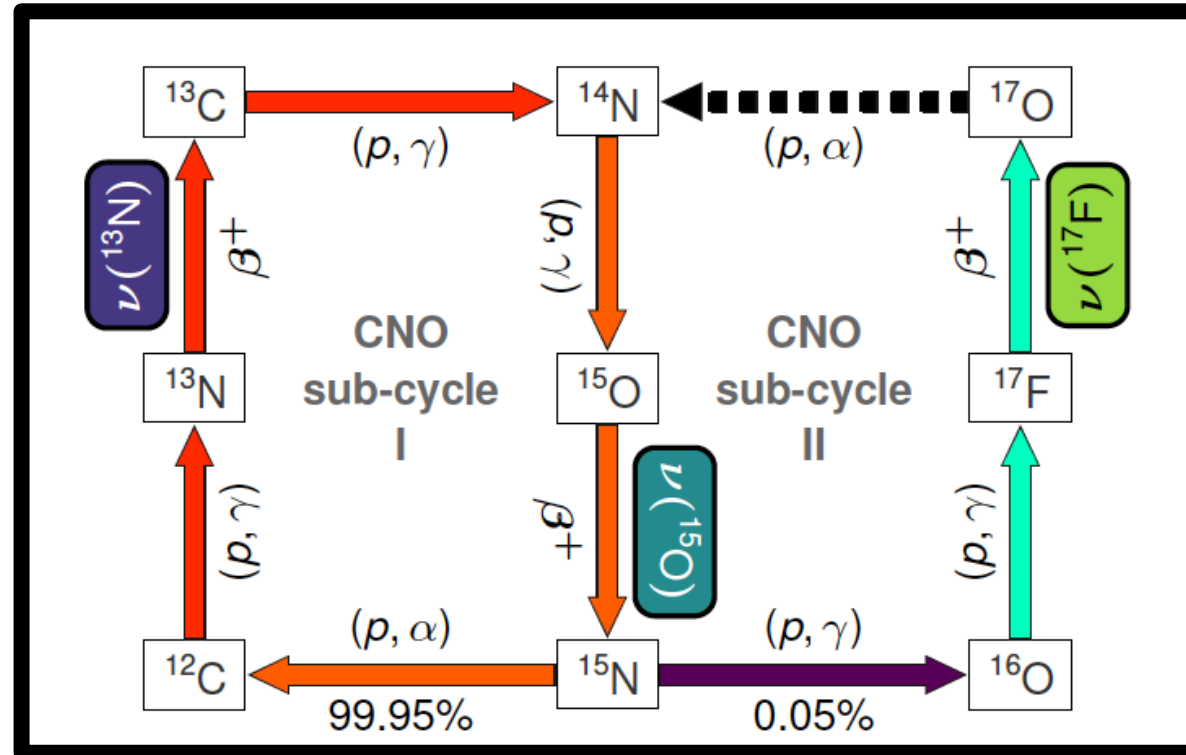 ¹³C
¹⁴N
¹⁷O
(p, γ)
(p, α)
ν(¹³N)
β⁺
(p, γ)
β⁺
ν(¹⁷F)
CNO
sub-cycle
I
CNO
sub-cycle
II
¹³N
¹⁵O
¹⁷F
(p, γ)
β⁺
ν(¹⁵O)
(p, γ)
(p, α)
(p, γ)
¹²C
¹⁵N
¹⁶O
99.95%
0.05%